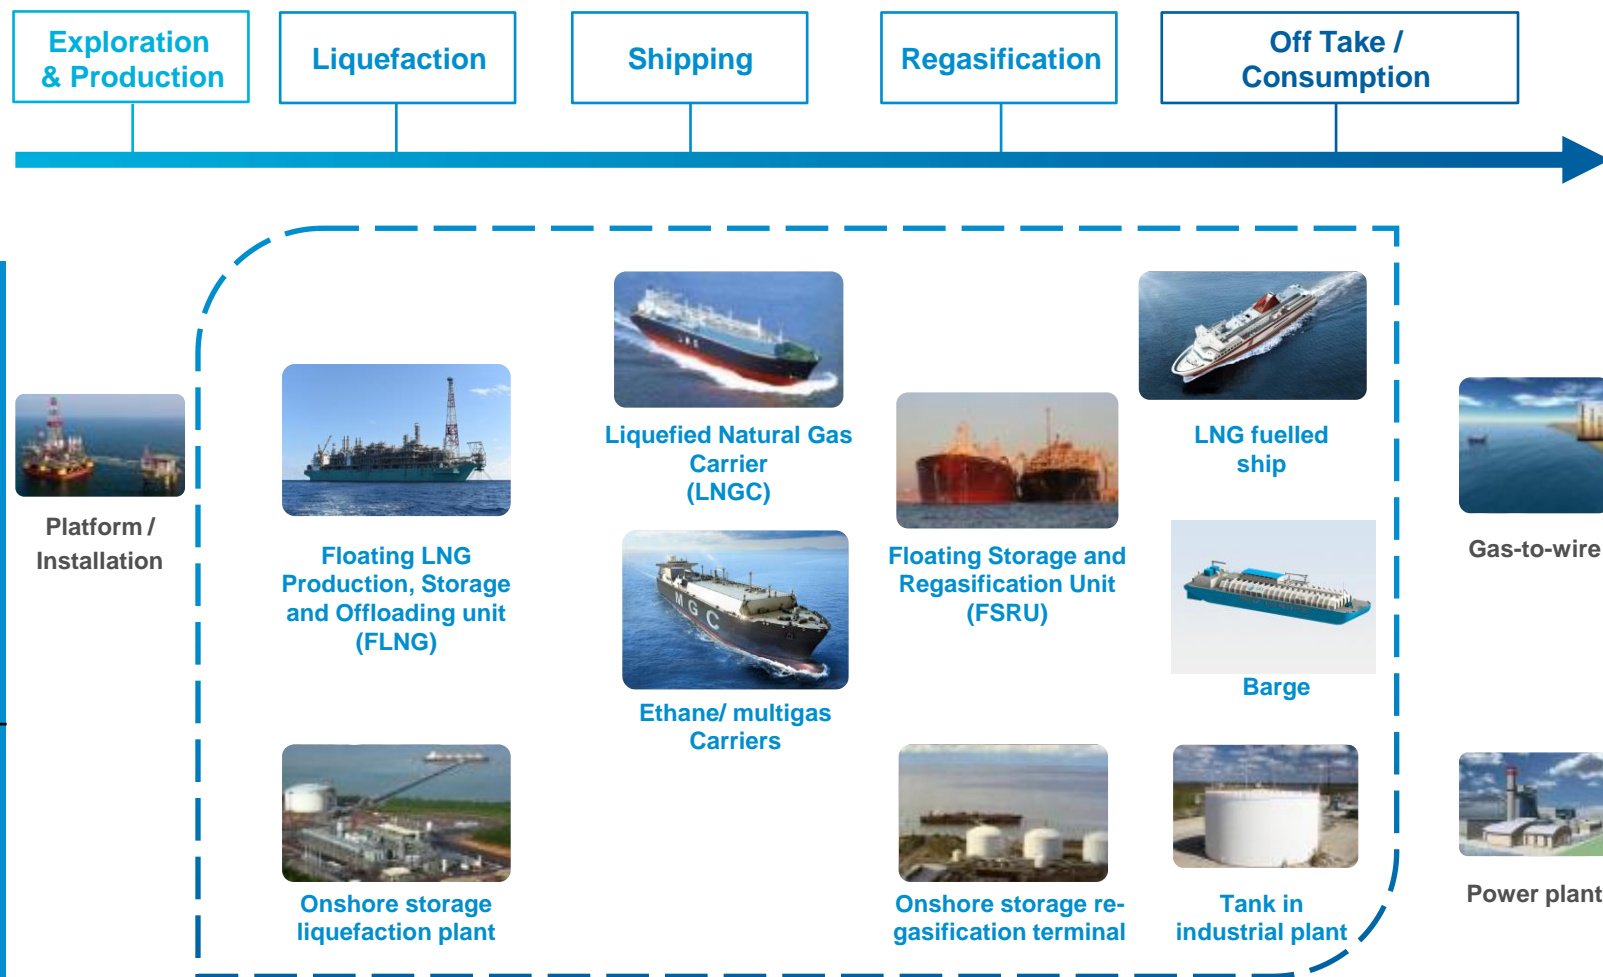 Exploration
& Production
Liquefaction
Shipping
Regasification
Off Take /
Consumption
Platform /
Installation
Floating LNG
Production, Storage
and Offloading unit
(FLNG)
Onshore storage
liquefaction plant
Liquefied Natural Gas
Carrier
(LNGC)
MGC
Ethane/ multigas
Carriers
Floating Storage and
Regasification Unit
(FSRU)
Onshore storage re-
gasification terminal
LNG fuelled
ship
Barge
Tank in
industrial plant
Gas-to-wire
Power plant